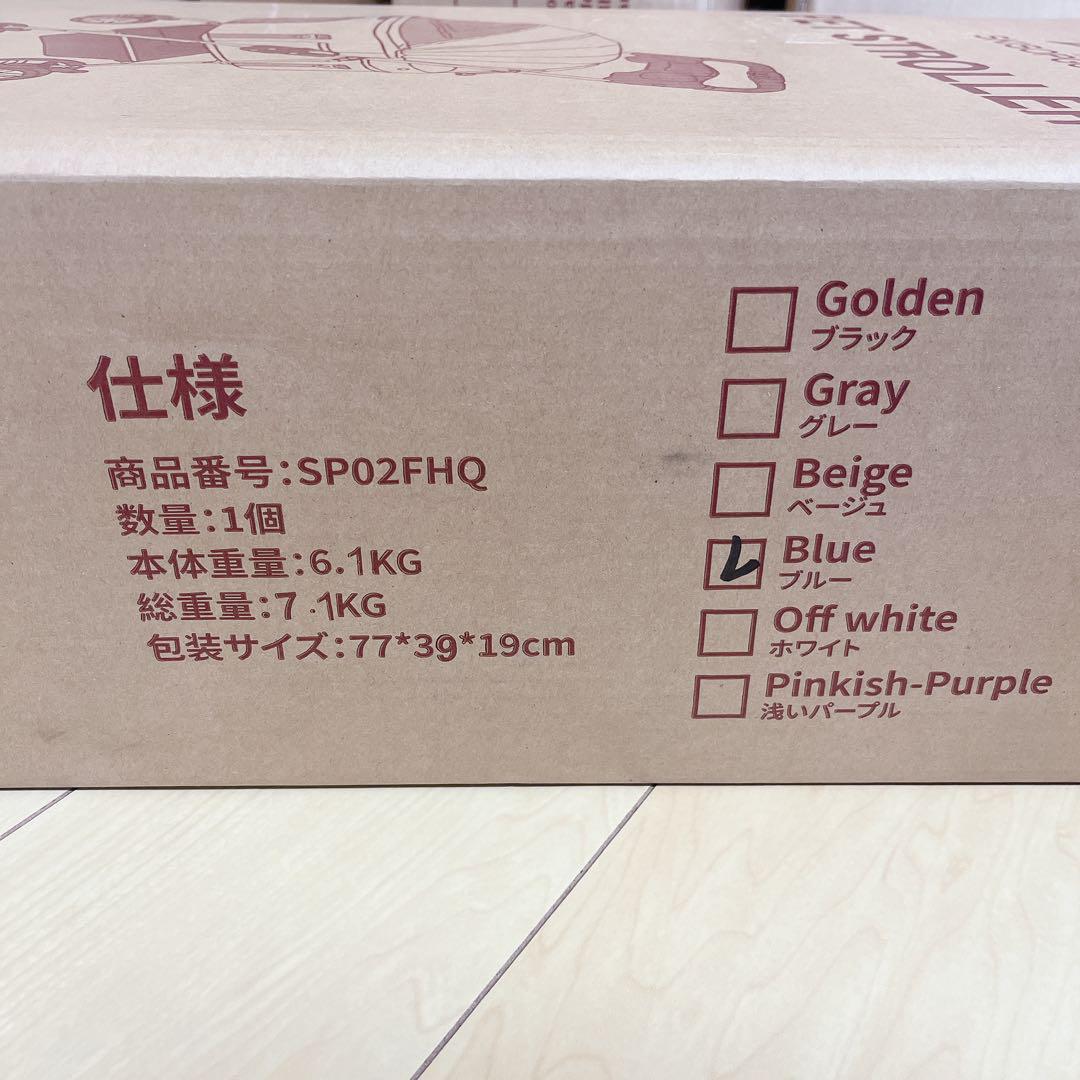 STROLLER
仕様
商品番号:SP02FHQ
数量:1個
本体重量:6.1KG
総重量:7.1KG
包装サイズ:77*39*19cm
Golden
ブラック
Gray
グレー
Beige
ベージュ
Blue
ブルー
Off white
ホワイト
Pinkish-Purple
浅いパープル